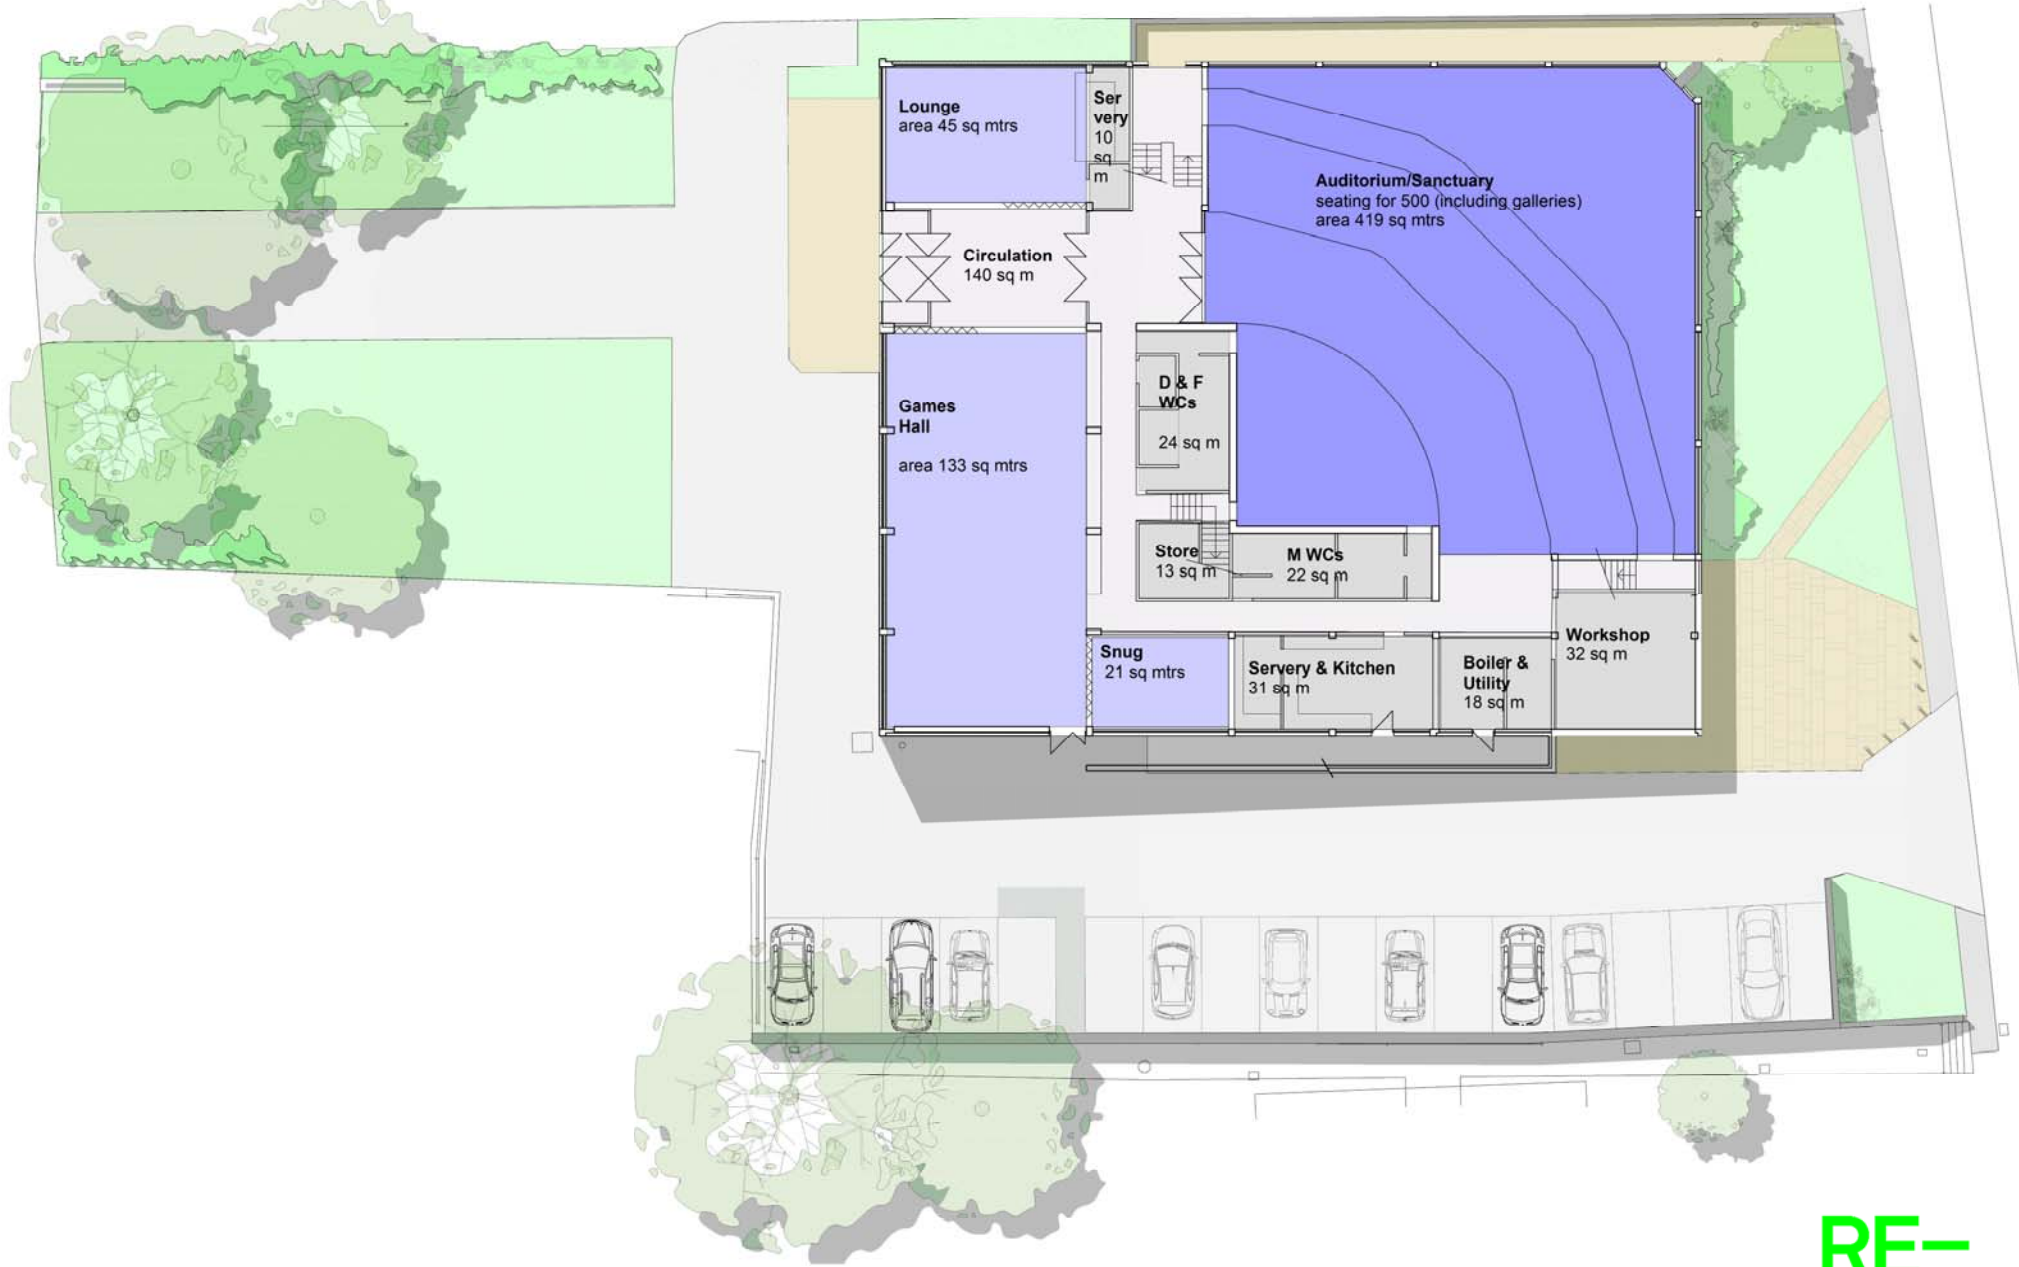 Lounge
area 45 sq mtrs
Ser
very
10
sq
m
Auditorium/Sanctuary
seating for 500 (including galleries)
area 419 sq mtrs
Circulation
140 sq m
D & F
WCs
24 sq m
Games
Hall
area 133 sq mtrs
Store
13 sq m
M WCs
22 sq m
Snug
21 sq mtrs
Servery & Kitchen
31 sq m
Boiler &
Utility
18 sq m
Workshop
32 sq m